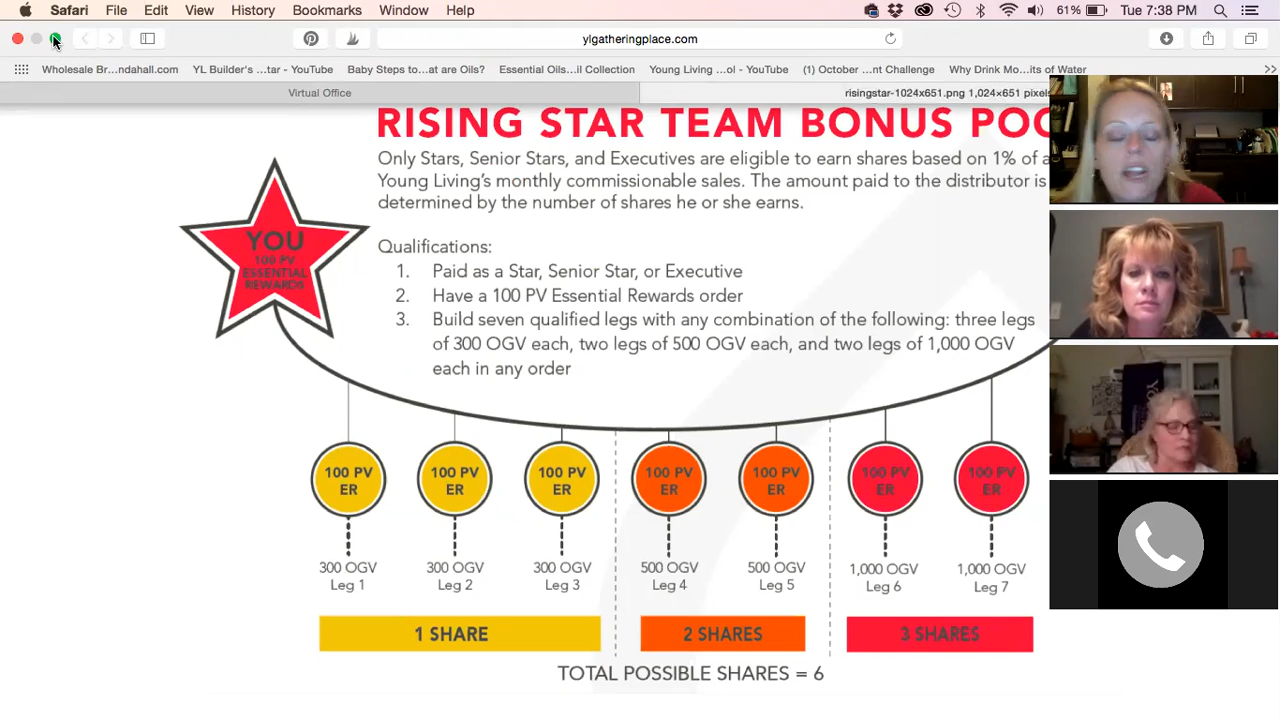 Safari File Edit View History Bookmarks Window Help 61% Tue 7:38 PM
ylgatheringplace.com
Wholesale Br...ndahall.com YL Builder's ...tar - YouTube Baby Steps to...at are Oils? Essential Oils...il Collection Young Living ...ol - YouTube (1) October ...nt Challenge Why Drink Mo...its of Water
Virtual Office risingstar-1024x651.png 1,024×651 pixels
RISING STAR TEAM BONUS POO
Only Stars, Senior Stars, and Executives are eligible to earn shares based on 1% of a
Young Living's monthly commissionable sales. The amount paid to the distributor is
determined by the number of shares he or she earns.
YOU
100 PV
ESSENTIAL
REWARDS
Qualifications:
1. Paid as a Star, Senior Star, or Executive
2. Have a 100 PV Essential Rewards order
3. Build seven qualified legs with any combination of the following: three legs
of 300 OGV each, two legs of 500 OGV each, and two legs of 1,000 OGV
each in any order
100 PV 100 PV 100 PV 100 PV 100 PV 100 PV 100 PV
ER ER ER ER ER ER ER
300 OGV 300 OGV 300 OGV 500 OGV 500 OGV 1,000 OGV 1,000 OGV
Leg 1 Leg 2 Leg 3 Leg 4 Leg 5 Leg 6 Leg 7
1 SHARE 2 SHARES 3 SHARES
TOTAL POSSIBLE SHARES = 6